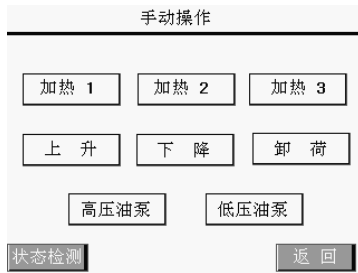 手动操作
加热 1 加热 2 加热 3
上 升 下 降 卸 荷
高压油泵 低压油泵
状态检测 返 回